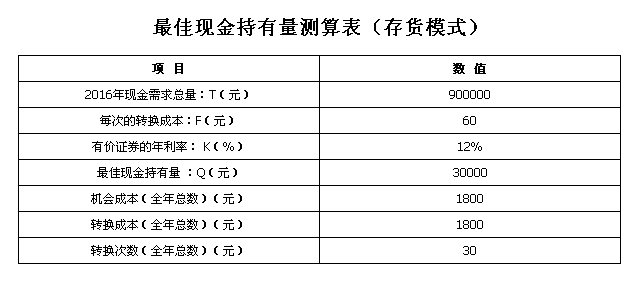 最佳现金持有量测算表（存货模式）
项 目 数 值
2016年现金需求总量：T（元） 900000
每次的转换成本：F（元） 60
有价证券的年利率： K（%） 12%
最佳现金持有量 ：Q（元） 30000
机会成本（全年总数）（元） 1800
转换成本（全年总数）（元） 1800
转换次数（全年总数）（元） 30